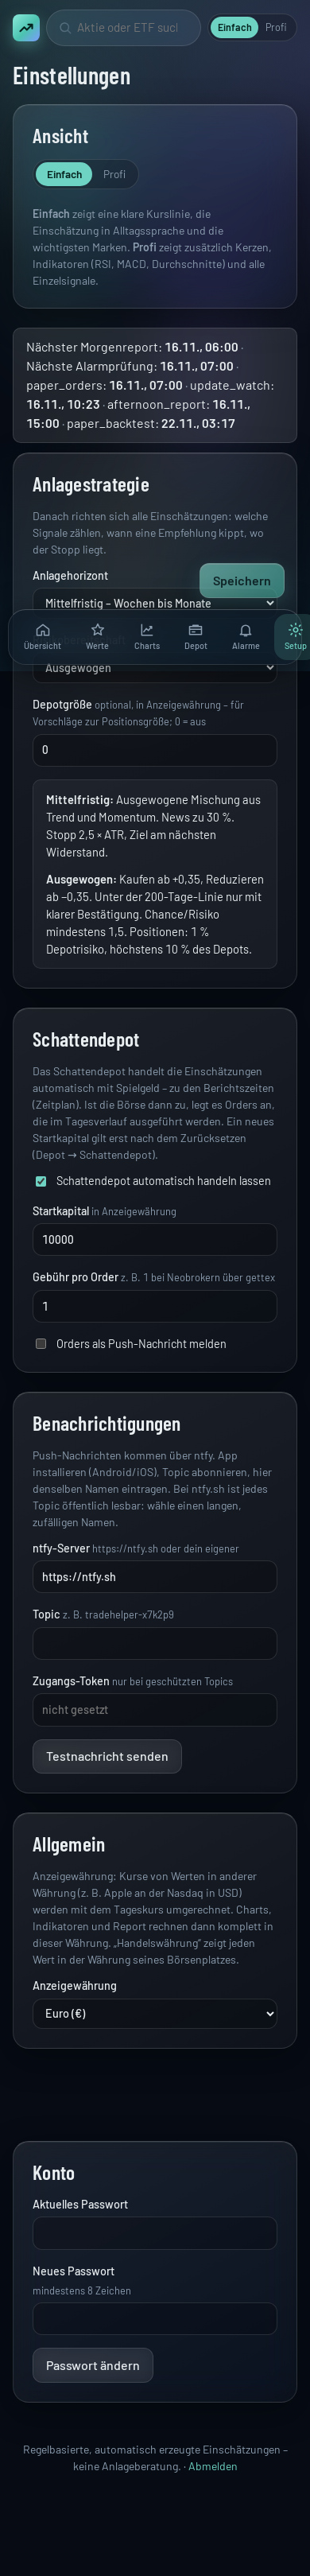 Aktie oder ETF suc
Einfach
Profi
Einstellungen
Ansicht
Einfach
Profi
Einfach zeigt eine klare Kurslinie, die
Einschätzung in Alltagssprache und die
wichtigsten Marken. Profi zeigt zusätzlich Kerzen,
Indikatoren (RSI, MACD, Durchschnitte) und alle
Einzelsignale.
Nächster Morgenreport: 16.11., 06:00 ·
Nächste Alarmprüfung: 16.11., 07:00 ·
paper_orders: 16.11., 07:00 · update_watch:
16.11., 10:23 · afternoon_report: 16.11.,
15:00 · paper_backtest: 22.11., 03:17
Anlagestrategie
Danach richten sich alle Einschätzungen: welche
Signale zählen, wann eine Empfehlung kippt, wo
der Stopp liegt.
Anlagehorizont
Speichern
Mittelfristig – Wochen bis Monate
Übersicht
Werte
Charts
Depot
Alarme
Setup
Ausgewogen
Depotgröße optional, in Anzeigewährung – für
Vorschläge zur Positionsgröße; 0 = aus
0
Mittelfristig: Ausgewogene Mischung aus
Trend und Momentum. News zu 30 %.
Stopp 2,5 × ATR, Ziel am nächsten
Widerstand.
Ausgewogen: Kaufen ab +0,35, Reduzieren
ab −0,35. Unter der 200-Tage-Linie nur mit
klarer Bestätigung. Chance/Risiko
mindestens 1,5. Positionen: 1 %
Depotrisiko, höchstens 10 % des Depots.
Schattendepot
Das Schattendepot handelt die Einschätzungen
automatisch mit Spielgeld – zu den Berichtszeiten
(Zeitplan). Ist die Börse dann zu, legt es Orders an,
die im Tagesverlauf ausgeführt werden. Ein neues
Startkapital gilt erst nach dem Zurücksetzen
(Depot → Schattendepot).
Schattendepot automatisch handeln lassen
Startkapital in Anzeigewährung
10000
Gebühr pro Order z. B. 1 bei Neobrokern über gettex
1
Orders als Push-Nachricht melden
Benachrichtigungen
Push-Nachrichten kommen über ntfy. App
installieren (Android/iOS), Topic abonnieren, hier
denselben Namen eintragen. Bei ntfy.sh ist jedes
Topic öffentlich lesbar: wähle einen langen,
zufälligen Namen.
ntfy-Server https://ntfy.sh oder dein eigener
https://ntfy.sh
Topic z. B. tradehelper-x7k2p9
Zugangs-Token nur bei geschützten Topics
nicht gesetzt
Testnachricht senden
Allgemein
Anzeigewährung: Kurse von Werten in anderer
Währung (z. B. Apple an der Nasdaq in USD)
werden mit dem Tageskurs umgerechnet. Charts,
Indikatoren und Report rechnen dann komplett in
dieser Währung. „Handelswährung“ zeigt jeden
Wert in der Währung seines Börsenplatzes.
Anzeigewährung
Euro (€)
Konto
Aktuelles Passwort
Neues Passwort
mindestens 8 Zeichen
Passwort ändern
Regelbasierte, automatisch erzeugte Einschätzungen –
keine Anlageberatung. · Abmelden